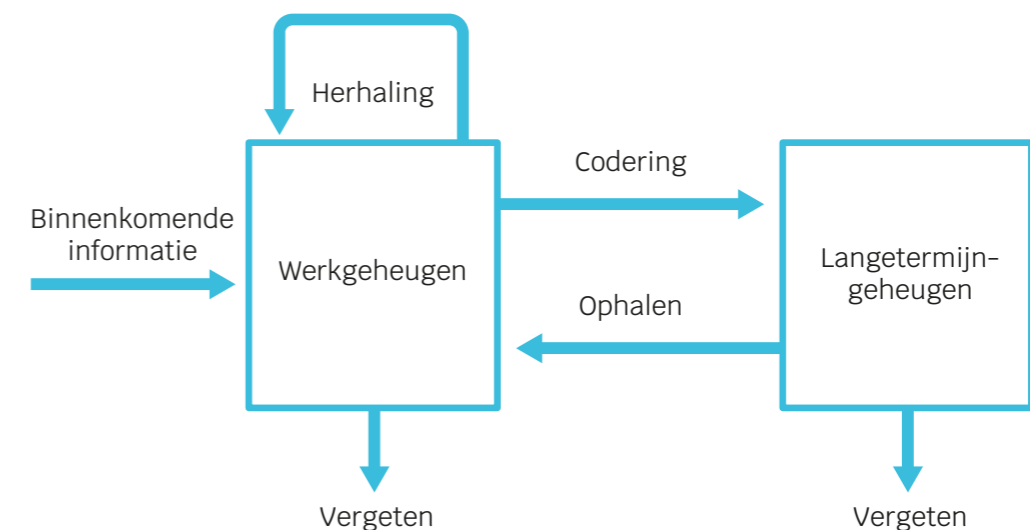 Herhaling
Codering
Binnenkomende
informatie
Werkgeheugen
Langetermijn-
geheugen
Ophalen
Vergeten
Vergeten